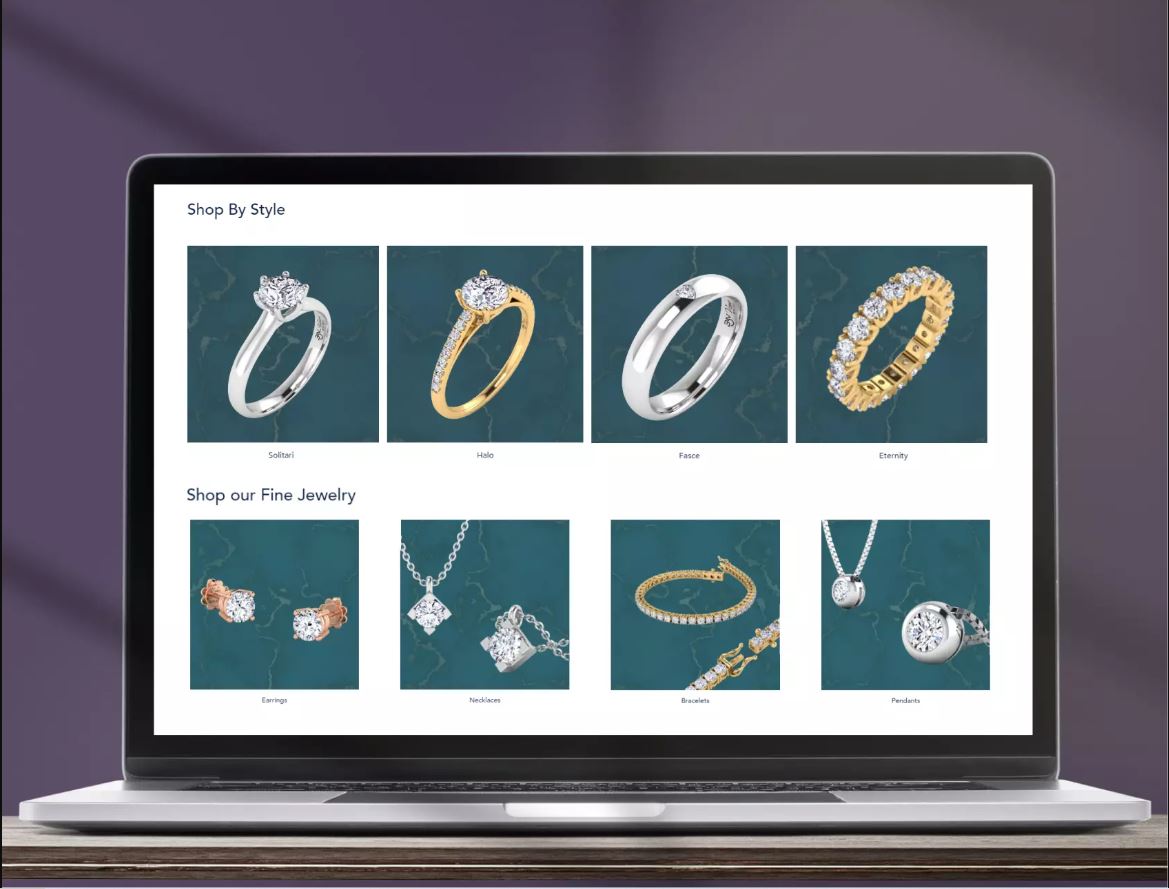 Shop By Style
Solitari
Halo
Fasce
Eternity
Shop our Fine Jewelry
Earrings
Necklaces
Bracelets
Pendants